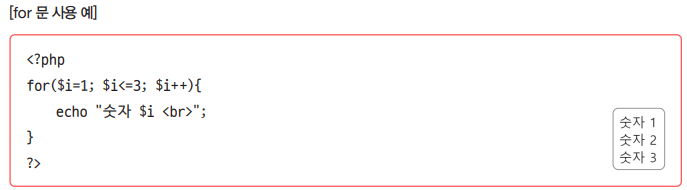 [for 문 사용 예]
<?php
for($i=1; $i<=3; $i++){
    echo "숫자 $i <br>";
}
?>
숫자 1
숫자 2
숫자 3